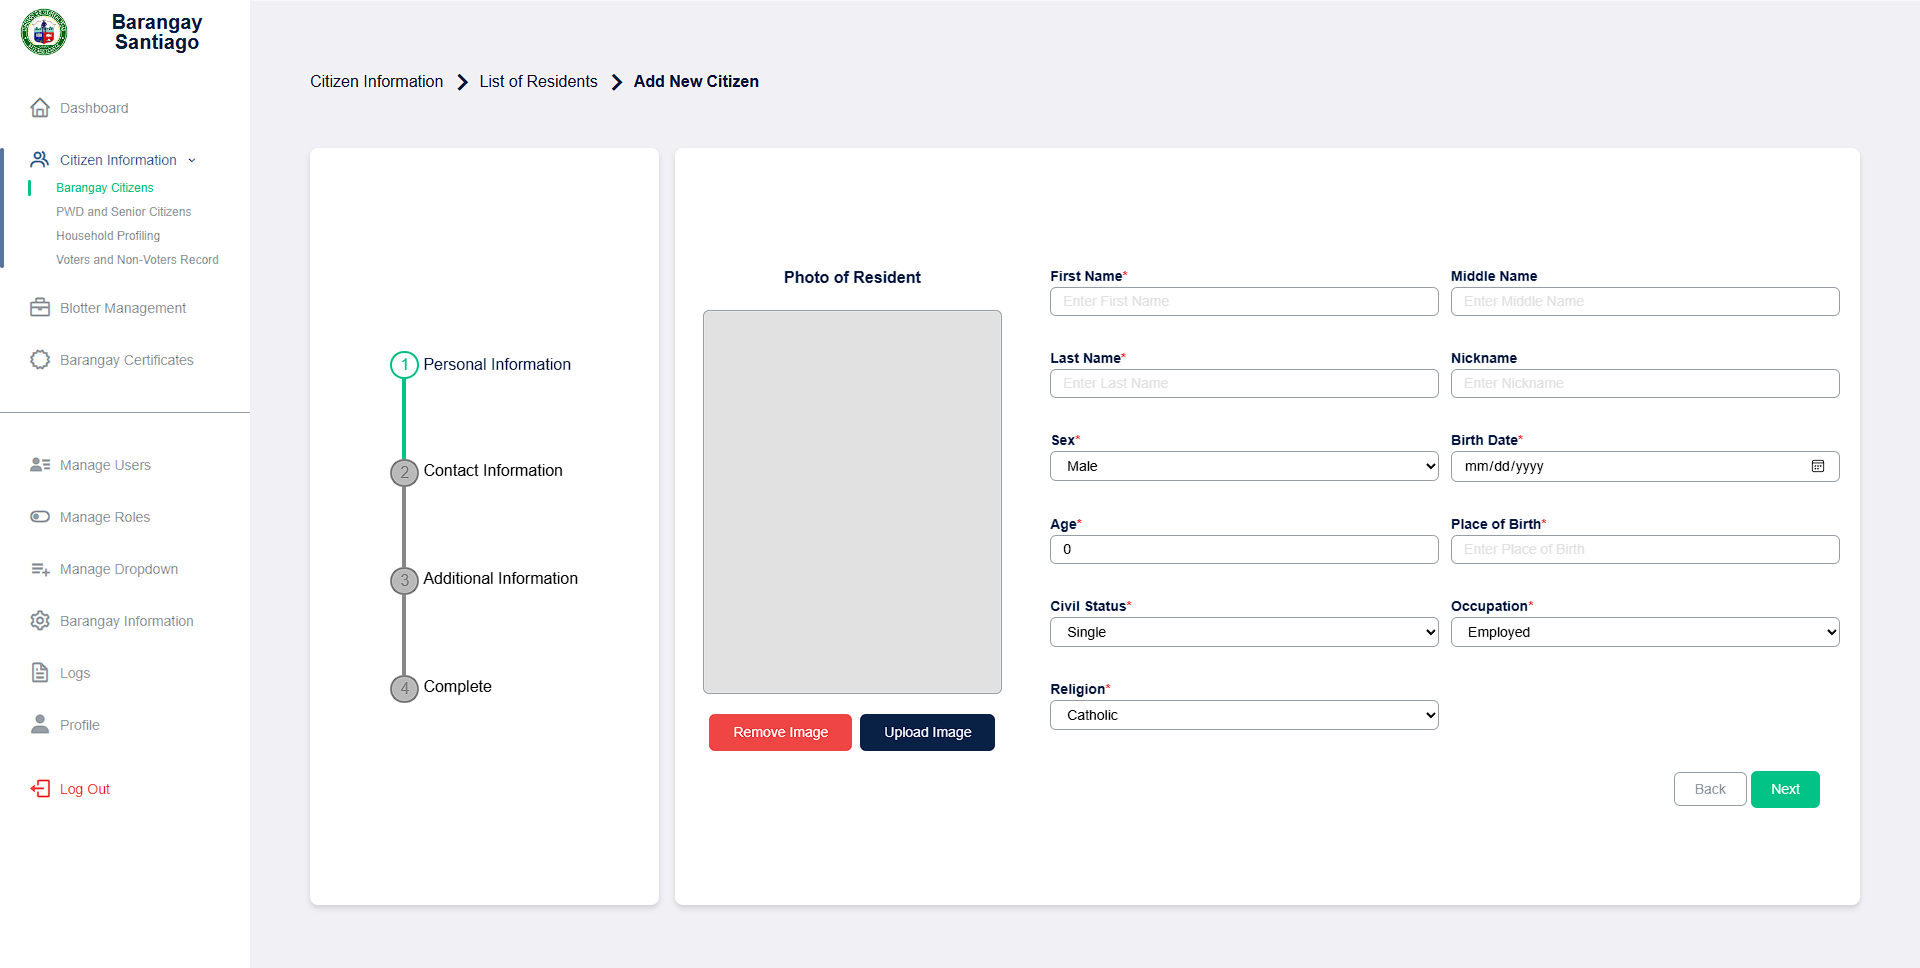 Barangay
Santiago
Dashboard
Citizen Information
Barangay Citizens
PWD and Senior Citizens
Household Profiling
Voters and Non-Voters Record
Blotter Management
Barangay Certificates
Manage Users
Manage Roles
Manage Dropdown
Barangay Information
Logs
Profile
Log Out
Citizen Information List of Residents Add New Citizen
1 Personal Information
2 Contact Information
3 Additional Information
4 Complete
Photo of Resident
Remove Image Upload Image
First Name* Middle Name
Enter First Name Enter Middle Name
Last Name* Nickname
Enter Last Name Enter Nickname
Sex* Birth Date*
Male mm/dd/yyyy
Age* Place of Birth*
0 Enter Place of Birth
Civil Status* Occupation*
Single Employed
Religion*
Catholic
Back Next